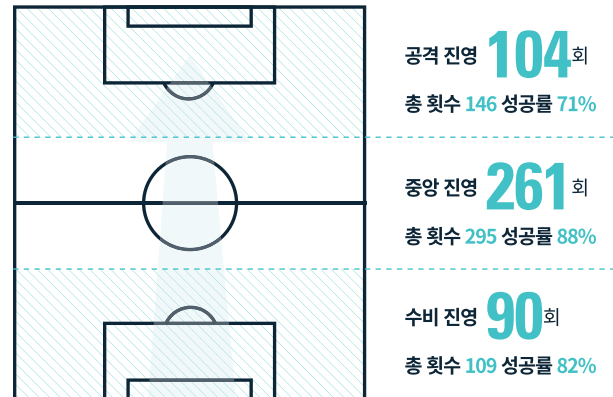 공격 진영 104회
총 횟수 146 성공률 71%
중앙 진영 261회
총 횟수 295 성공률 88%
수비 진영 90회
총 횟수 109 성공률 82%